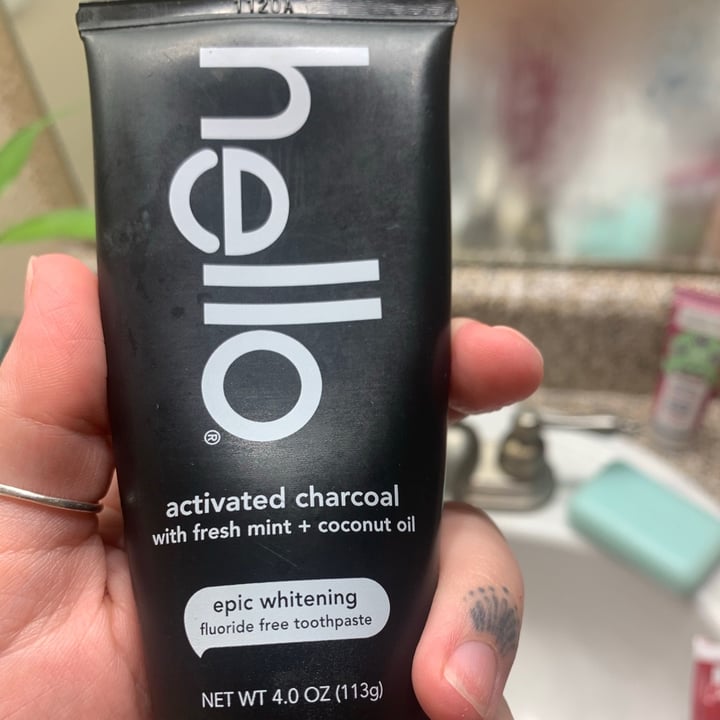 1120A
hello®
activated charcoal
with fresh mint + coconut oil
epic whitening
fluoride free toothpaste
NET WT 4.0 OZ (113g)